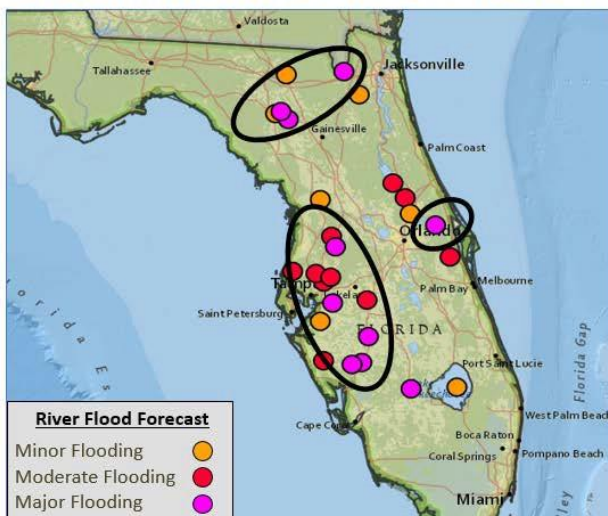 Valdosta
Tallahassee
Jacksonville
Gainesville
Palm Coast
Orlando
Melbourne
Palm Bay
Saint Petersburg
FLORIDA
Port Saint Lucie
Cape Coral
West Palm Beach
Boca Raton
Coral Springs
Pompano Beach
Miami
Florida Es
Florida Gap
River Flood Forecast
Minor Flooding
Moderate Flooding
Major Flooding